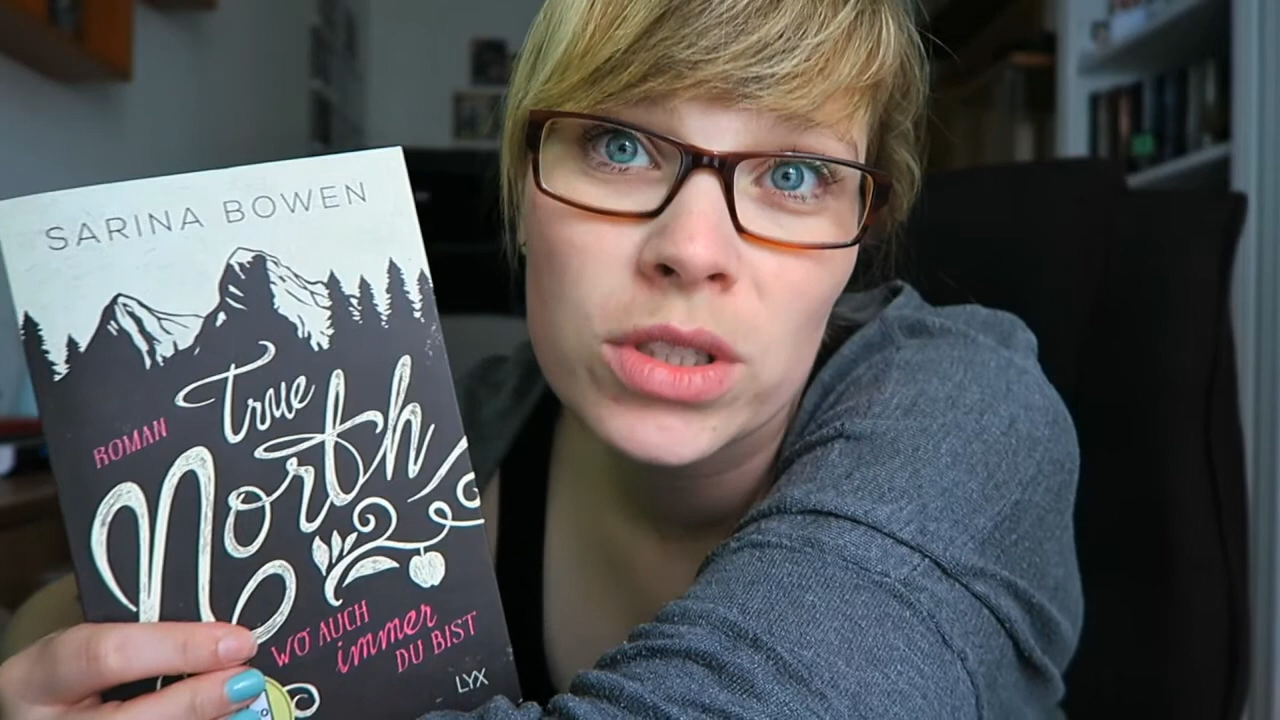 SARINA BOWEN
True
ROMAN
North
WO AUCH
immer
DU BIST
LYX